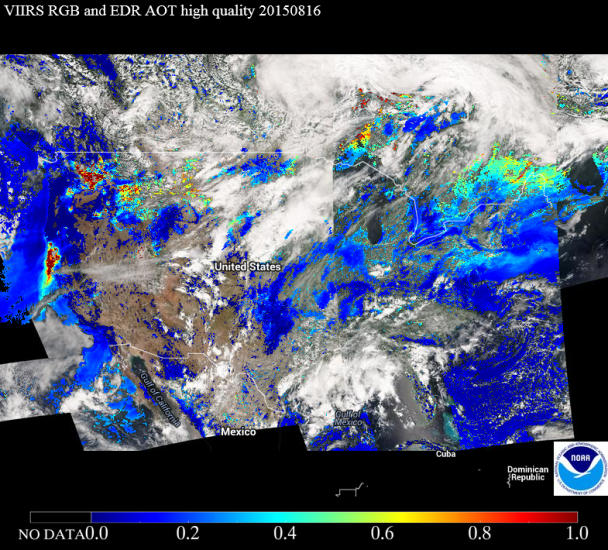 VIIRS RGB and EDR AOT high quality 20150816
United States
Gulf of California
Gulf of
Mexico
Mexico
Cuba
Dominican
Republic
NOAA
NO DATA 0.0 0.2 0.4 0.6 0.8 1.0